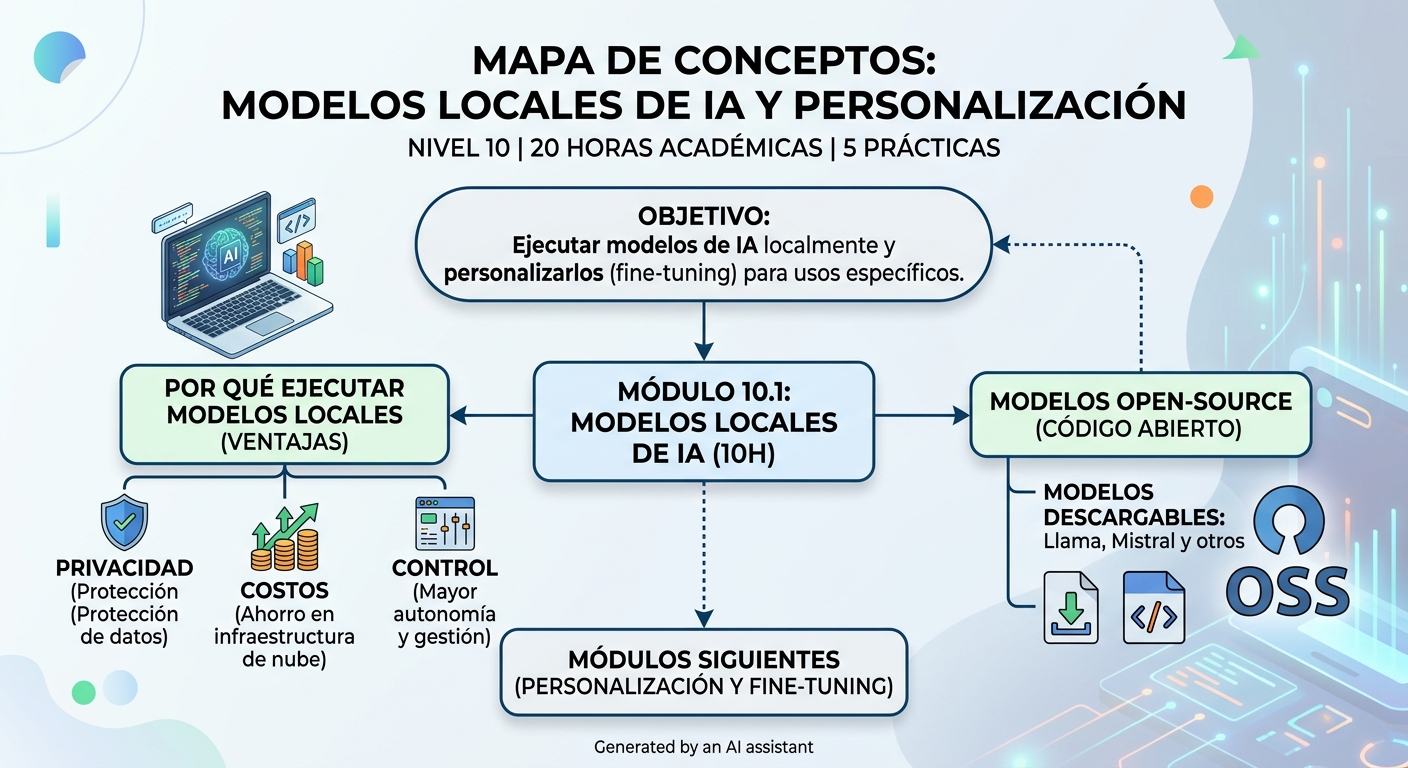 MAPA DE CONCEPTOS:
MODELOS LOCALES DE IA Y PERSONALIZACIÓN
NIVEL 10 | 20 HORAS ACADÉMICAS | 5 PRÁCTICAS
OBJETIVO:
Ejecutar modelos de IA localmente y
personalizarlos (fine-tuning) para usos específicos.
AI
</>
POR QUÉ EJECUTAR
MODELOS LOCALES
(VENTAJAS)
MÓDULO 10.1:
MODELOS LOCALES
DE IA (10H)
MODELOS OPEN-SOURCE
(CÓDIGO ABIERTO)
PRIVACIDAD
(Protección
(Protección
de datos)
COSTOS
(Ahorro en
infraestructura
de nube)
CONTROL
(Mayor
autonomía
y gestión)
MODELOS
DESCARGABLES:
Llama, Mistral y otros
</>
OSS
MÓDULOS SIGUIENTES
(PERSONALIZACIÓN Y FINE-TUNING)
Generated by an AI assistant